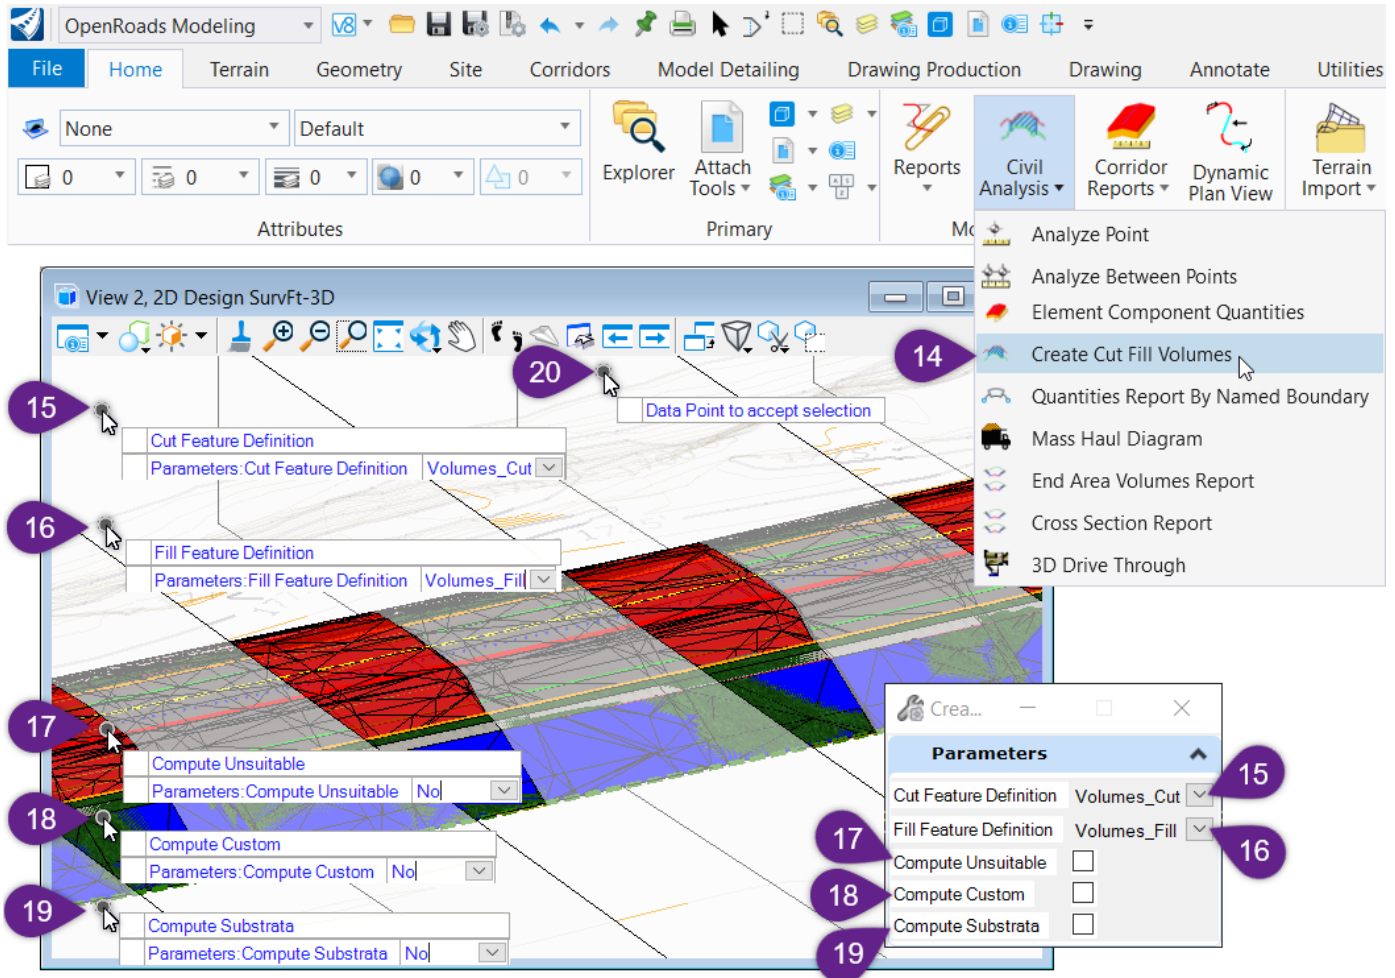 OpenRoads Modeling
V8
File Home Terrain Geometry Site Corridors Model Detailing Drawing Production Drawing Annotate Utilities
None Default
0 0 0 0 0
Explorer Attach Tools Reports Civil Analysis Corridor Reports Dynamic Plan View Terrain Import
Attributes Primary Mo
Analyze Point
Analyze Between Points
Element Component Quantities
14 Create Cut Fill Volumes
Quantities Report By Named Boundary
Mass Haul Diagram
End Area Volumes Report
Cross Section Report
3D Drive Through
View 2, 2D Design SurvFt-3D
20
Data Point to accept selection
15
Cut Feature Definition
Parameters:Cut Feature Definition Volumes_Cut
16
Fill Feature Definition
Parameters:Fill Feature Definition Volumes_Fill
17
Compute Unsuitable
Parameters:Compute Unsuitable No
18
Compute Custom
Parameters:Compute Custom No
19
Compute Substrata
Parameters:Compute Substrata No
Crea...
Parameters
Cut Feature Definition Volumes_Cut 15
Fill Feature Definition Volumes_Fill 16
17 Compute Unsuitable
18 Compute Custom
19 Compute Substrata